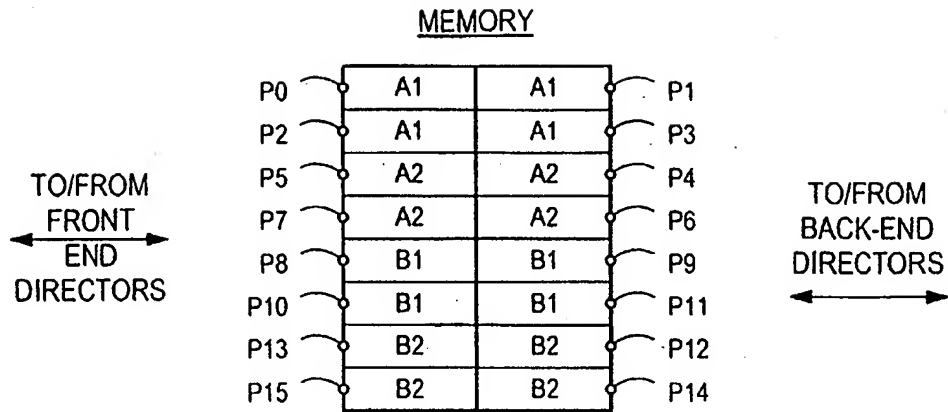 MEMORY
P0 A1 A1 P1
P2 A1 A1 P3
P5 A2 A2 P4
P7 A2 A2 P6
P8 B1 B1 P9
P10 B1 B1 P11
P13 B2 B2 P12
P15 B2 B2 P14
TO/FROM
FRONT
END
DIRECTORS
TO/FROM
BACK-END
DIRECTORS